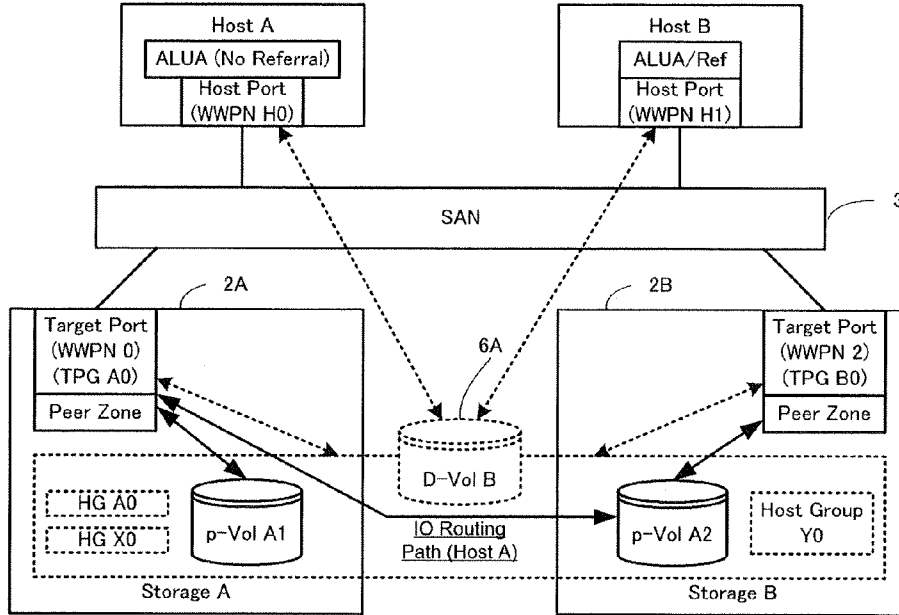 Host A
ALUA (No Referral)
Host Port
(WWPN H0)
Host B
ALUA/Ref
Host Port
(WWPN H1)
SAN
3
2A
2B
Target Port
(WWPN 0)
(TPG A0)
Peer Zone
6A
Target Port
(WWPN 2)
(TPG B0)
Peer Zone
D-Vol B
HG A0
HG X0
p-Vol A1
IO Routing
Path (Host A)
p-Vol A2
Host Group
Y0
Storage A
Storage B